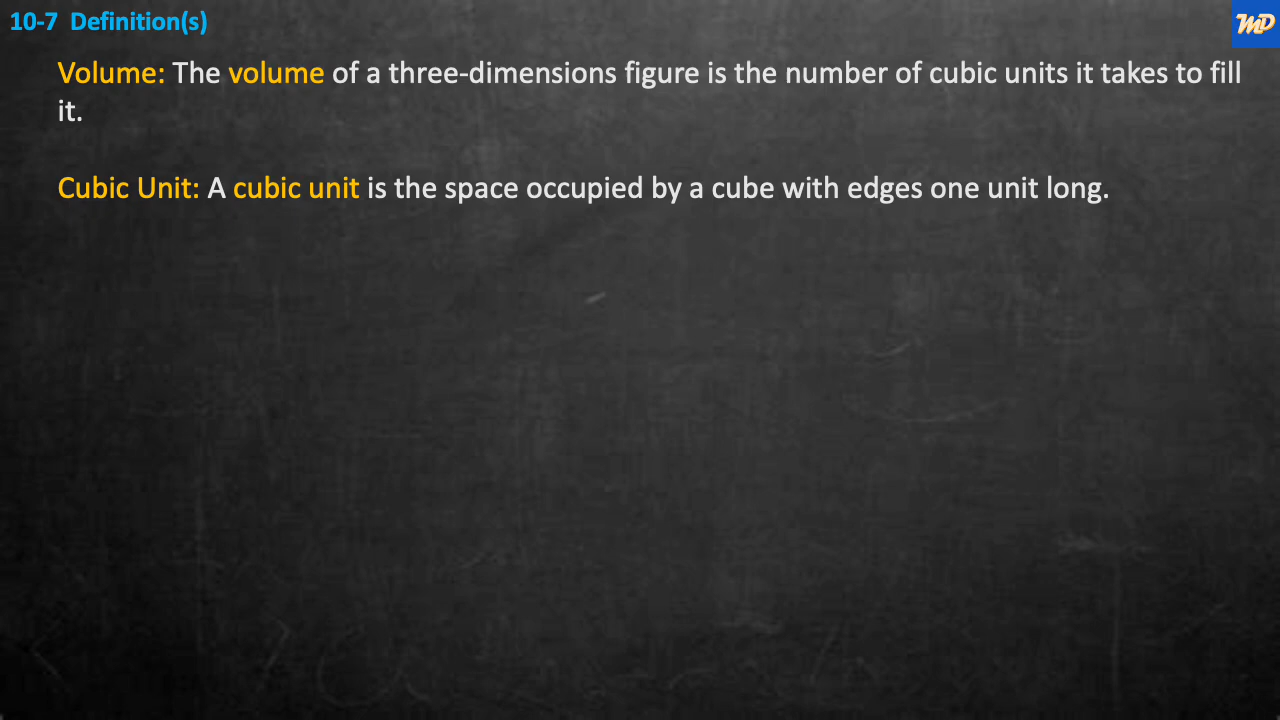 10-7 Definition(s)
MD
Volume: The volume of a three-dimensions figure is the number of cubic units it takes to fill
it.
Cubic Unit: A cubic unit is the space occupied by a cube with edges one unit long.